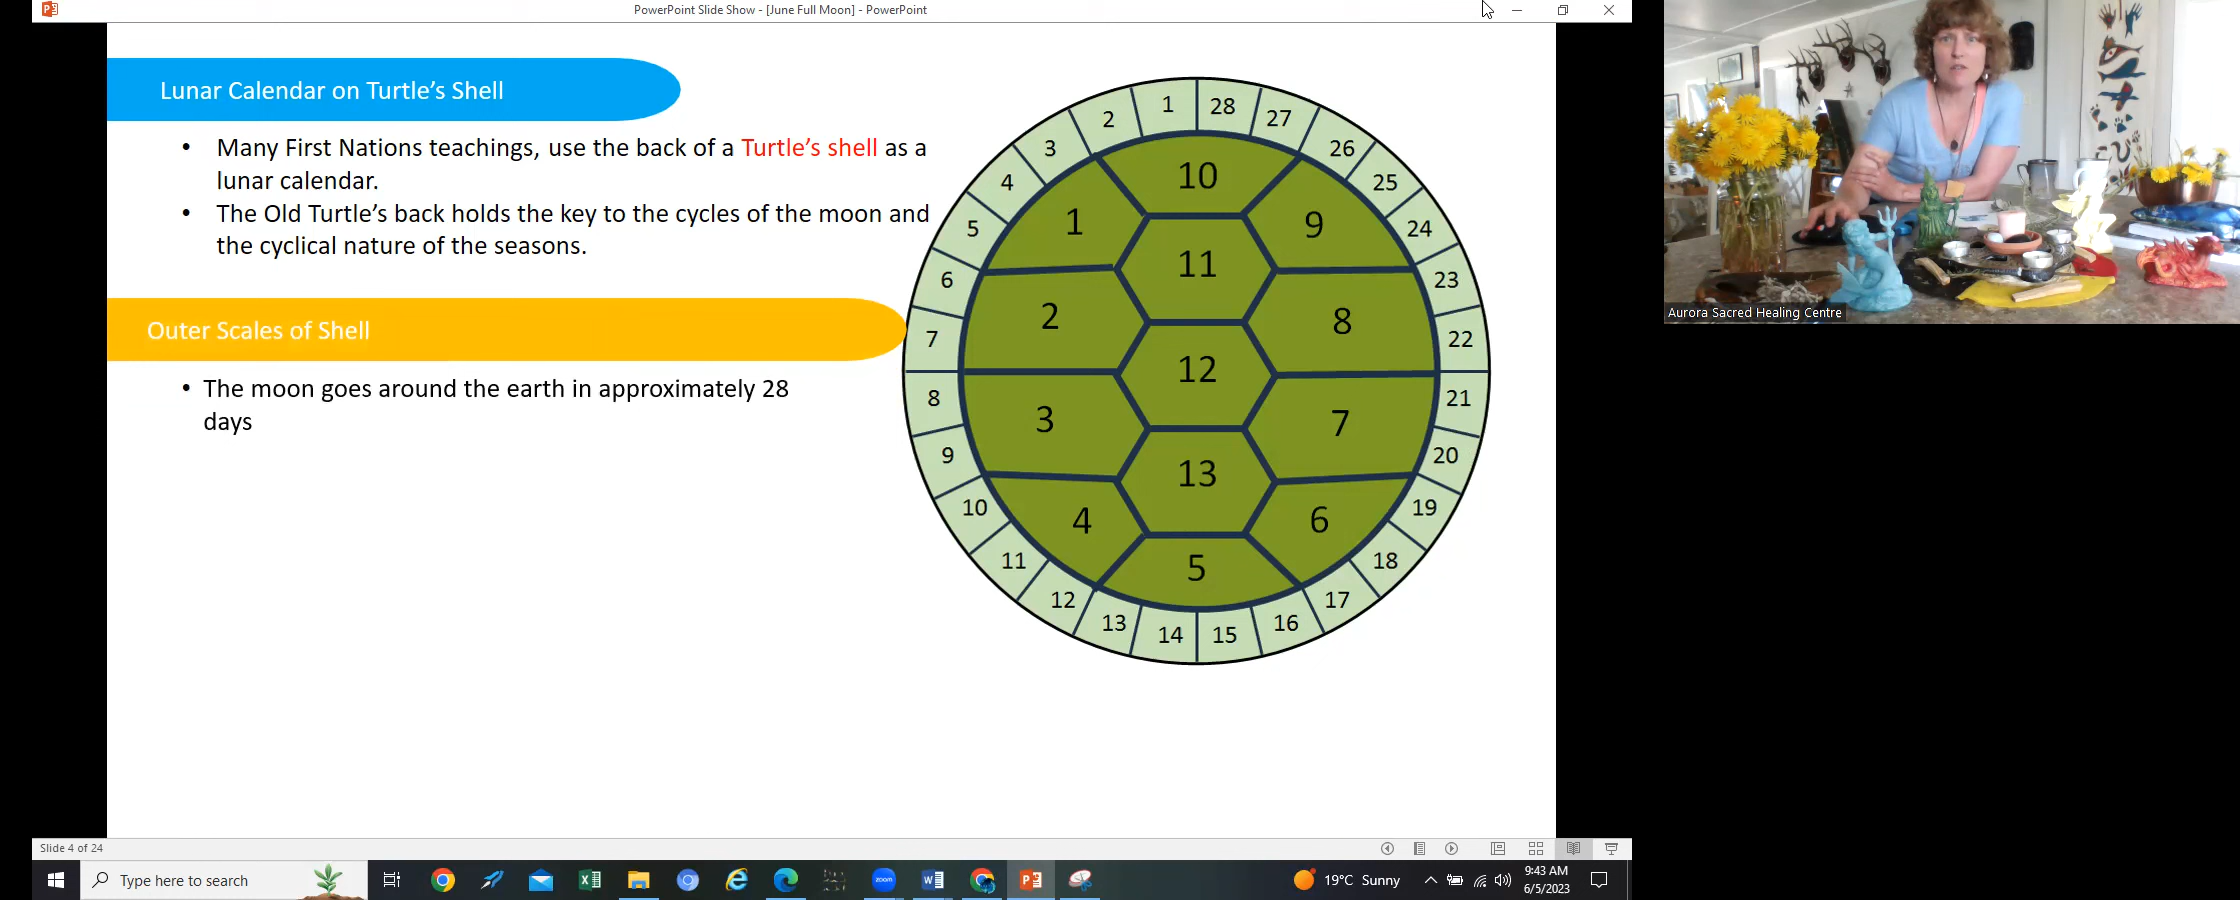 PowerPoint Slide Show - [June Full Moon] - PowerPoint
Lunar Calendar on Turtle's Shell
• Many First Nations teachings, use the back of a Turtle's shell as a
lunar calendar.
• The Old Turtle's back holds the key to the cycles of the moon and
the cyclical nature of the seasons.
Outer Scales of Shell
• The moon goes around the earth in approximately 28
days
1
2
3
4
5
6
7
8
9
10
11
12
13
14
15
16
17
18
19
20
21
22
23
24
25
26
27
28
1
2
3
4
5
6
7
8
9
10
11
12
13
Aurora Sacred Healing Centre
Slide 4 of 24
Type here to search
zoom
19°C Sunny
9:43 AM
6/5/2023